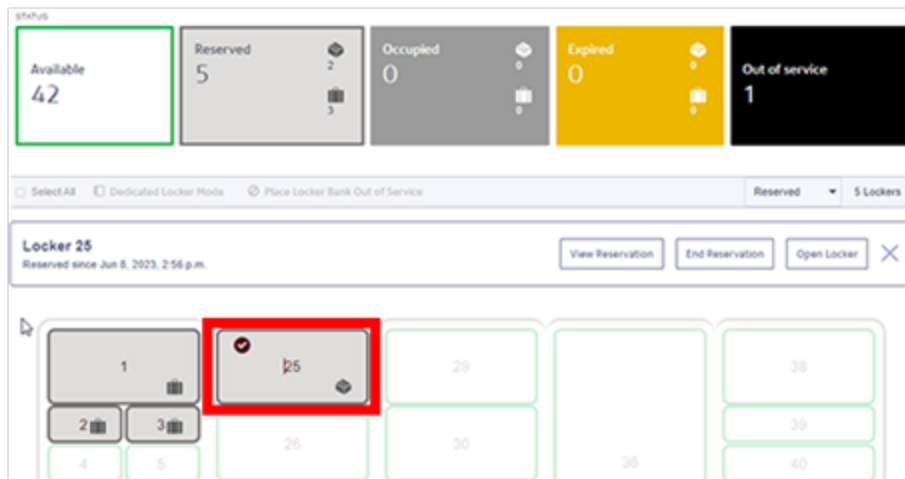 STATUS
Available
42
Reserved
5
2
3
Occupied
0
0
0
Expired
0
0
0
Out of service
1
Select All Dedicated Locker Mode Place Locker Bank Out of Service Reserved 5 Lockers
Locker 25
Reserved since Jun 8, 2023, 2:56 p.m.
View Reservation End Reservation Open Locker
1 25 29 38
2 3 39
26 30
4 5 36 40